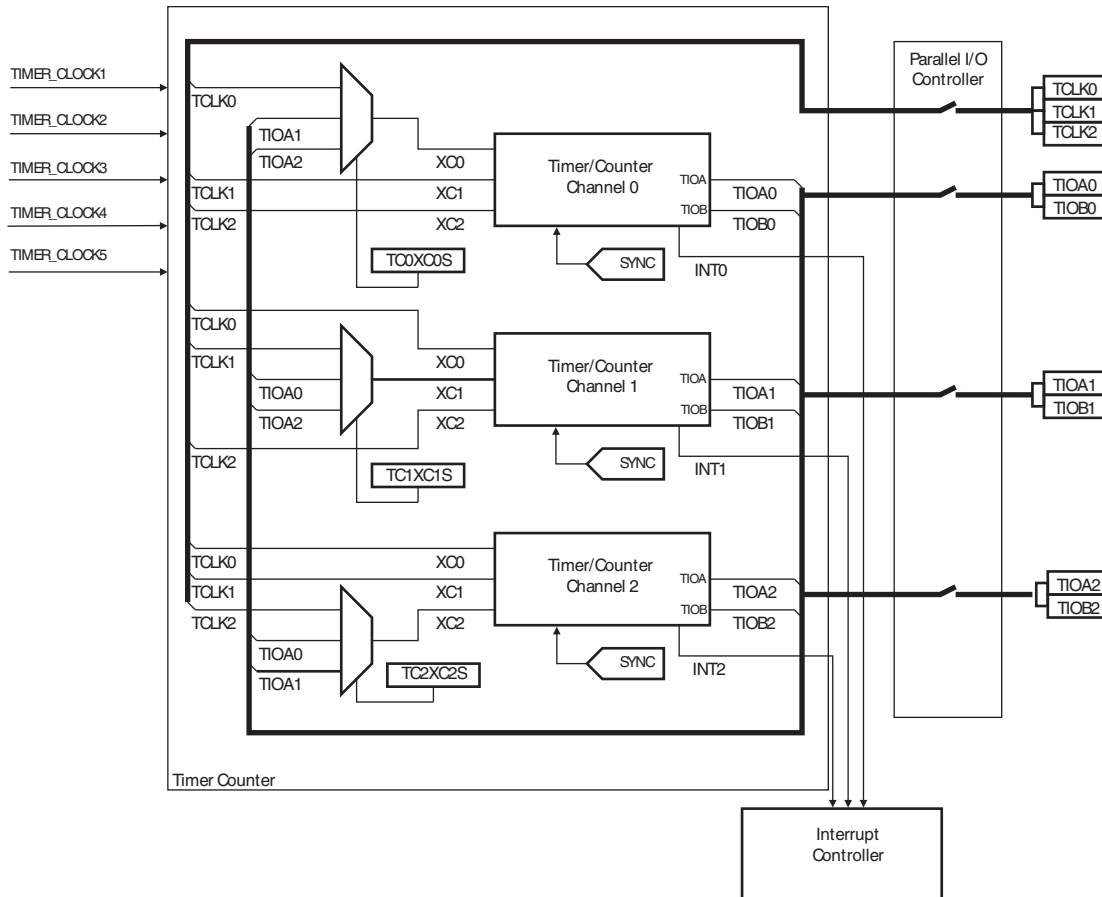 TIMER_CLOCK1
TIMER_CLOCK2
TIMER_CLOCK3
TIMER_CLOCK4
TIMER_CLOCK5
TCLK0
TIOA1
TIOA2
TCLK1
TCLK2
XC0
XC1
XC2
TC0XC0S
Timer/Counter
Channel 0
TIOA
TIOB
TIOA0
TIOB0
SYNC
INT0
TCLK0
TCLK1
TIOA0
TIOA2
TCLK2
XC0
XC1
XC2
TC1XC1S
Timer/Counter
Channel 1
TIOA
TIOB
TIOA1
TIOB1
SYNC
INT1
TCLK0
TCLK1
TCLK2
TIOA0
TIOA1
XC0
XC1
XC2
TC2XC2S
Timer/Counter
Channel 2
TIOA
TIOB
TIOA2
TIOB2
SYNC
INT2
Timer Counter
Parallel I/O
Controller
TCLK0
TCLK1
TCLK2
TIOA0
TIOB0
TIOA1
TIOB1
TIOA2
TIOB2
Interrupt
Controller